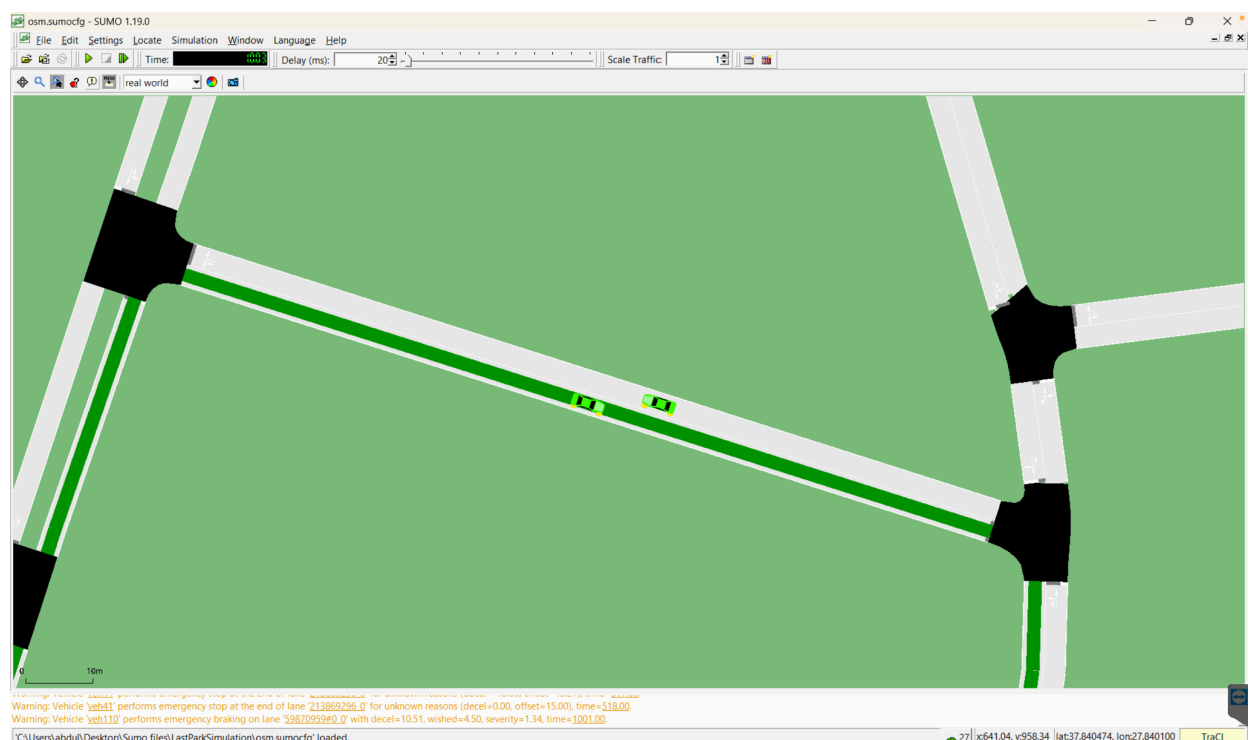 osm.sumocfg - SUMO 1.19.0
File Edit Settings Locate Simulation Window Language Help
Time: 1003 Delay (ms): 20 Scale Traffic: 1
real world
0 10m
Warning: Vehicle 'veh41' performs emergency stop at the end of lane '213869296_0' for unknown reasons (decel=0.00, offset=15.00), time=518.00.
Warning: Vehicle 'veh110' performs emergency braking on lane '59870959#0_0' with decel=10.51, wished=4.50, severity=1.34, time=1001.00.
'C:\Users\abdul\Desktop\Sumo files\LastParkSimulation\osm.sumocfg' loaded. 27 x:641.04, y:958.34 lat:37.840474, lon:27.840100 TraCI